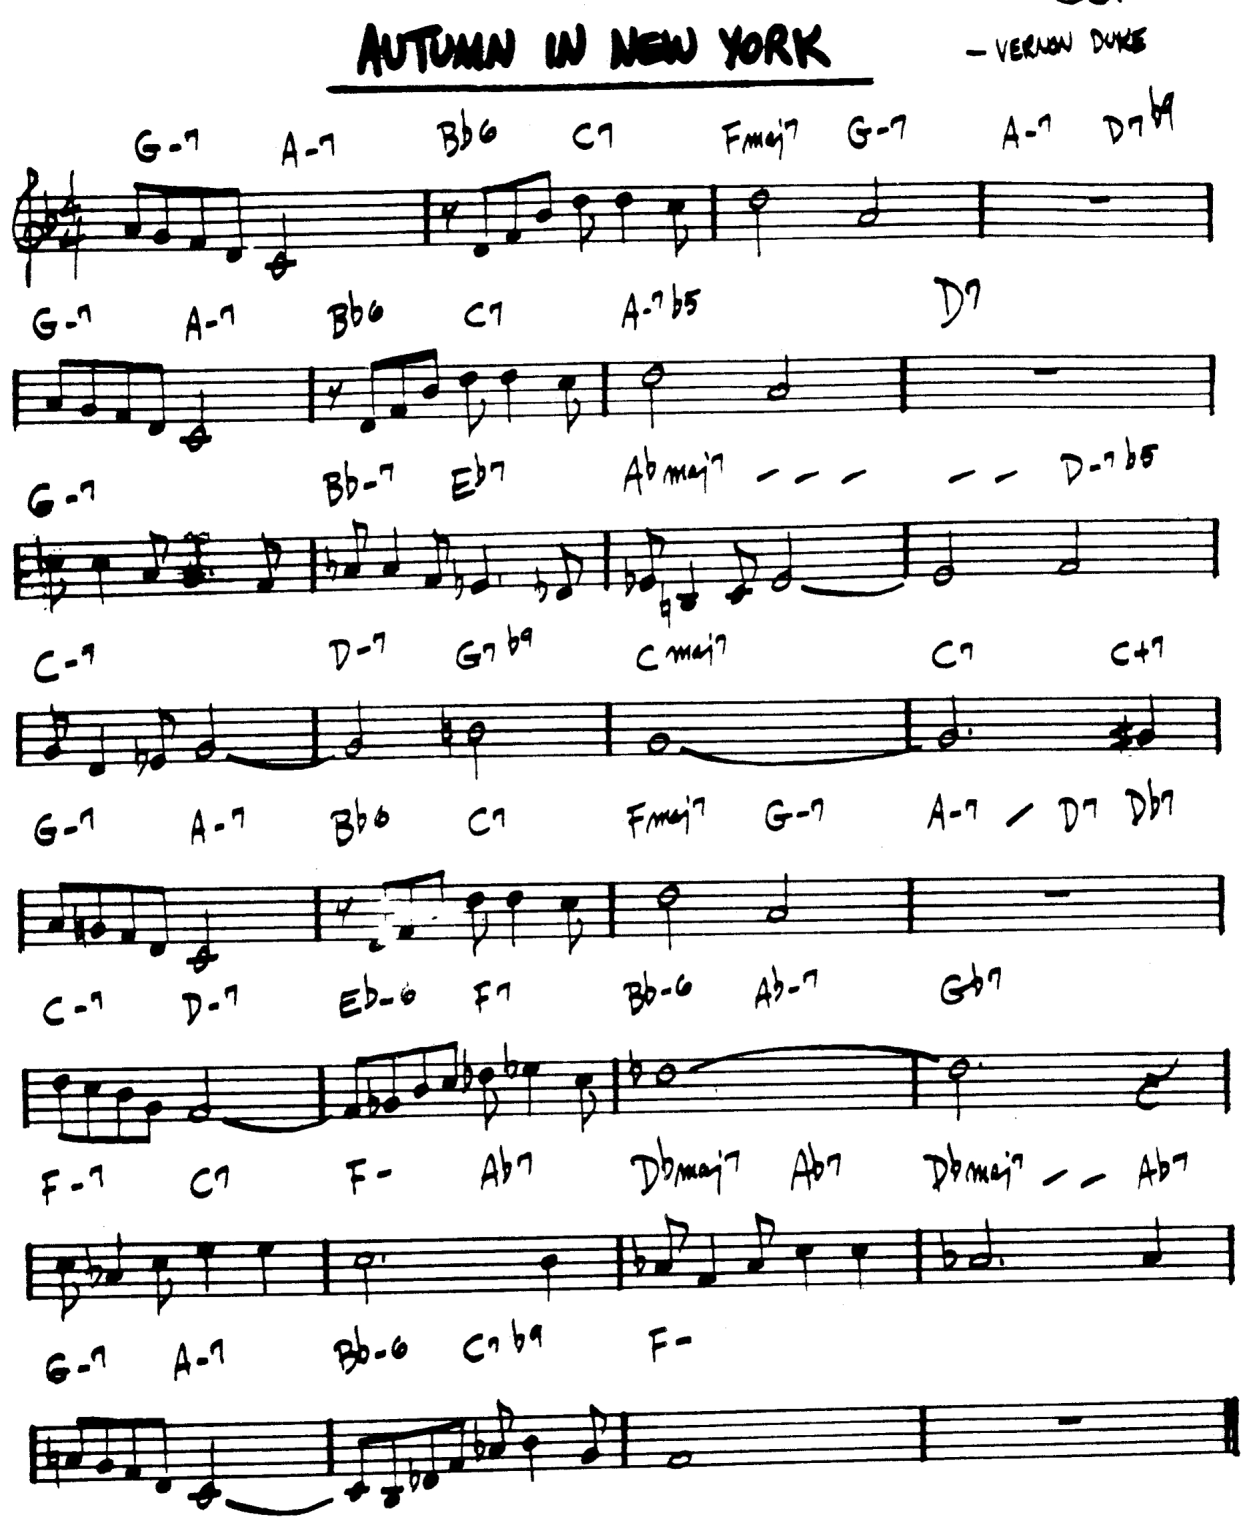 AUTUMN IN NEW YORK
- VERNON DUKE
G-7 A-7 Bb6 C7 Fmaj7 G-7 A-7 D7b9
G-7 A-7 Bb6 C7 A-7b5 D7
G-7 Bb-7 Eb7 Abmaj7 - - - - - D-7b5
C-7 D-7 G7b9 Cmaj7 C7 C+7
G-7 A-7 Bb6 C7 Fmaj7 G-7 A-7 / D7 Db7
C-7 D-7 Eb-6 F7 Bb-6 Ab-7 Gb7
F-7 C7 F- Ab7 Dbmaj7 Ab7 Dbmaj7 - - Ab7
G-7 A-7 Bb-6 C7b9 F-